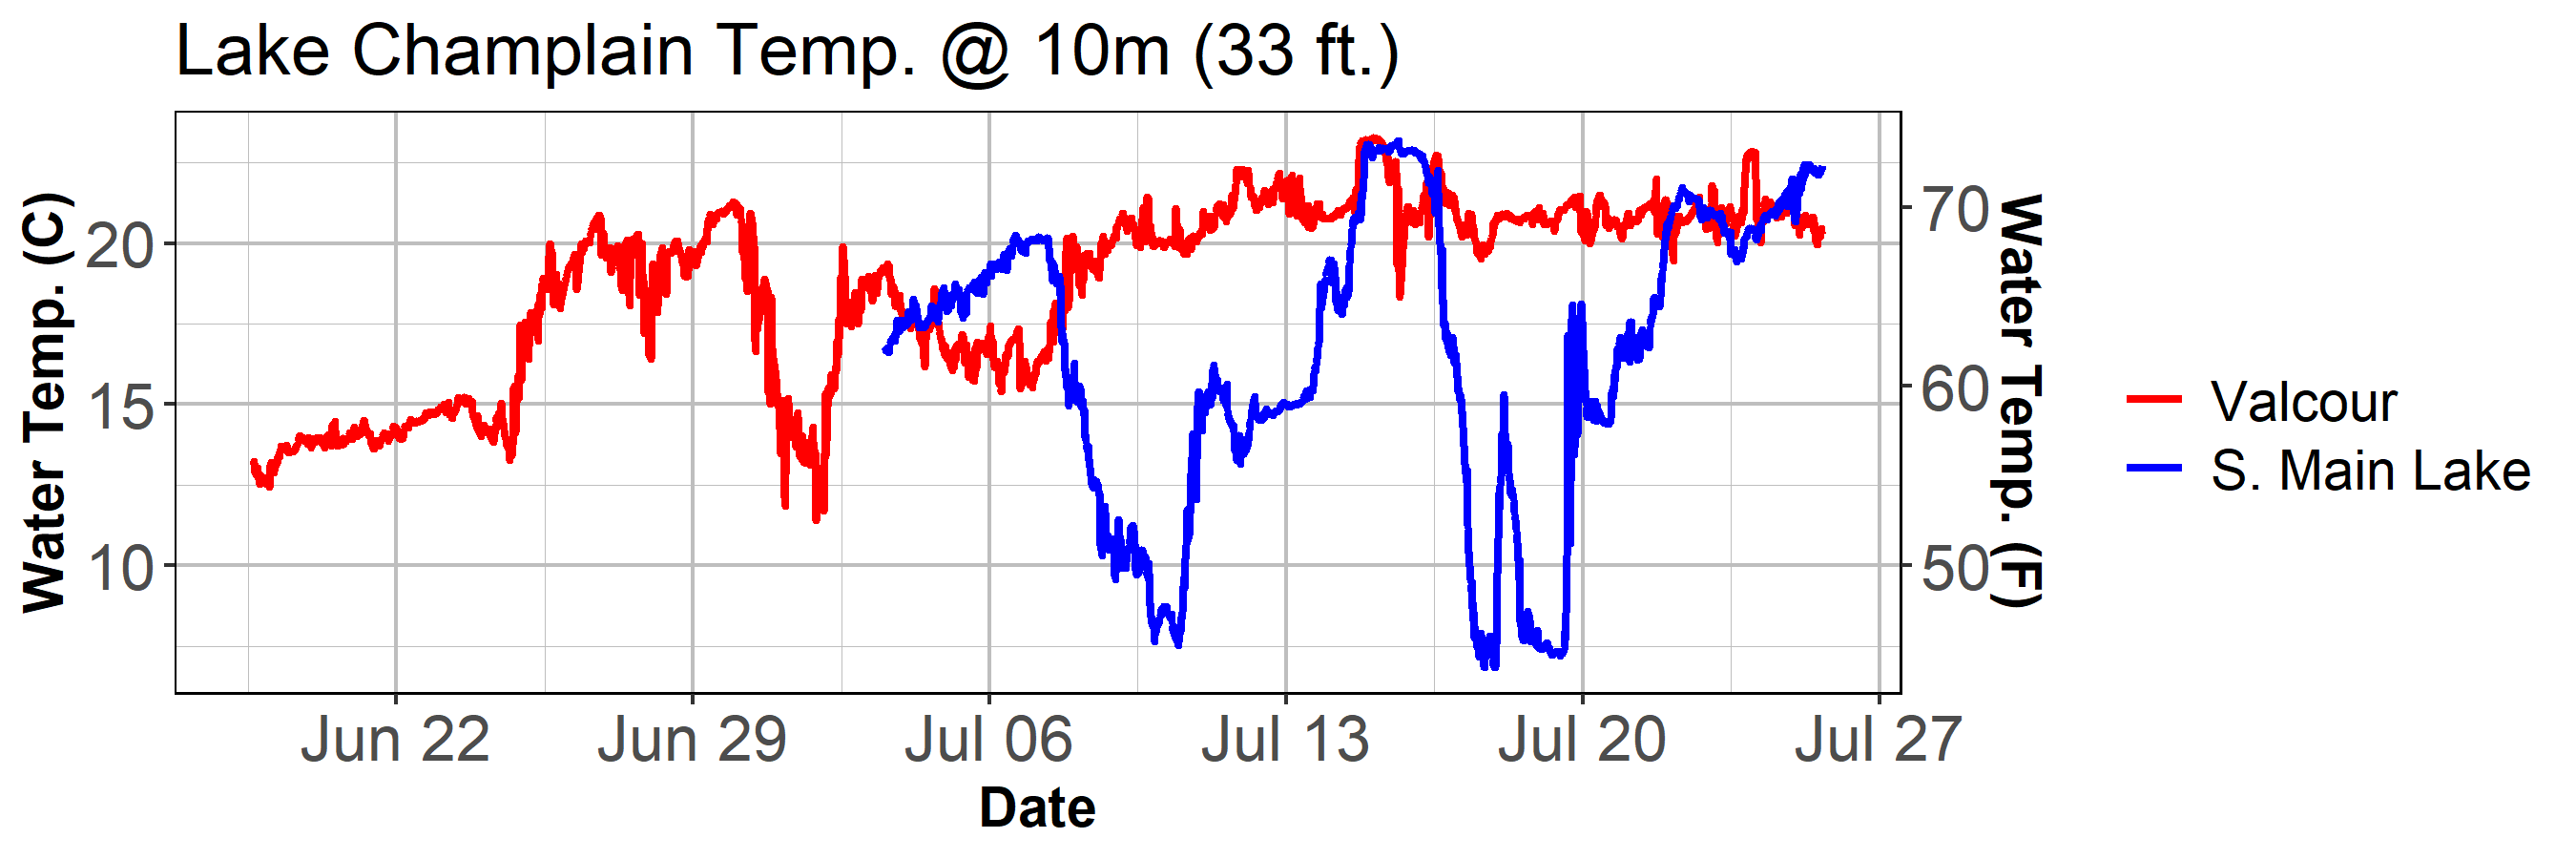 Lake Champlain Temp. @ 10m (33 ft.)
Water Temp. (C)
20
15
10
70
60
50
Water Temp. (F)
Valcour
S. Main Lake
Jun 22
Jun 29
Jul 06
Jul 13
Jul 20
Jul 27
Date